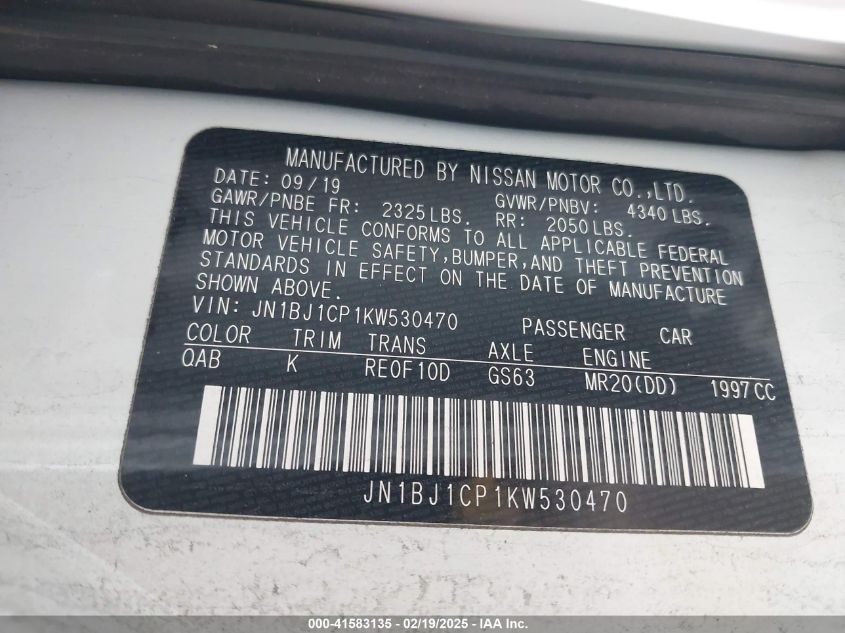 MANUFACTURED BY NISSAN MOTOR CO.,LTD.
DATE: 09/19 GVWR/PNBV: 4340 LBS.
GAWR/PNBE FR: 2325 LBS. RR: 2050 LBS.
THIS VEHICLE CONFORMS TO ALL APPLICABLE FEDERAL
MOTOR VEHICLE SAFETY,BUMPER,AND THEFT PREVENTION
STANDARDS IN EFFECT ON THE DATE OF MANUFACTURE
SHOWN ABOVE.
VIN: JN1BJ1CP1KW530470 PASSENGER CAR
COLOR TRIM TRANS AXLE ENGINE
QAB K RE0F10D GS63 MR20(DD) 1997CC
JN1BJ1CP1KW530470
000-41583135 - 02/19/2025 - IAA, Inc.